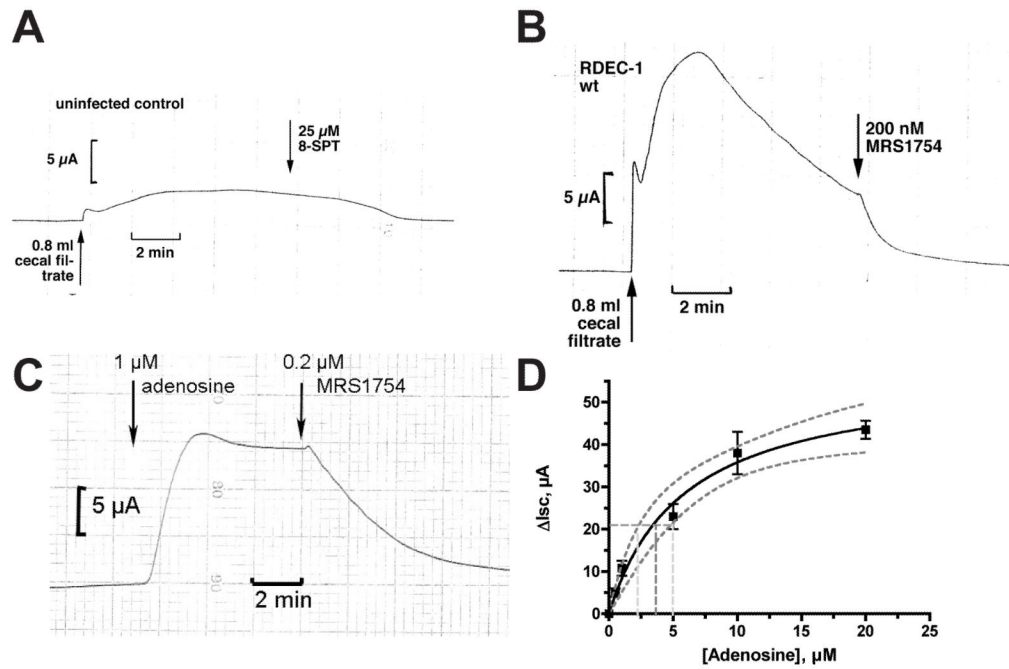 A
uninfected control
5 µA
25 µM
8-SPT
2 min
0.8 ml
cecal fil-
trate
B
RDEC-1
wt
5 µA
200 nM
MRS1754
2 min
0.8 ml
cecal
filtrate
C
1 µM
adenosine
0.2 µM
MRS1754
5 µA
2 min
80
90
D
ΔIsc, µA
50
40
30
20
10
0
0 5 10 15 20 25
[Adenosine], µM